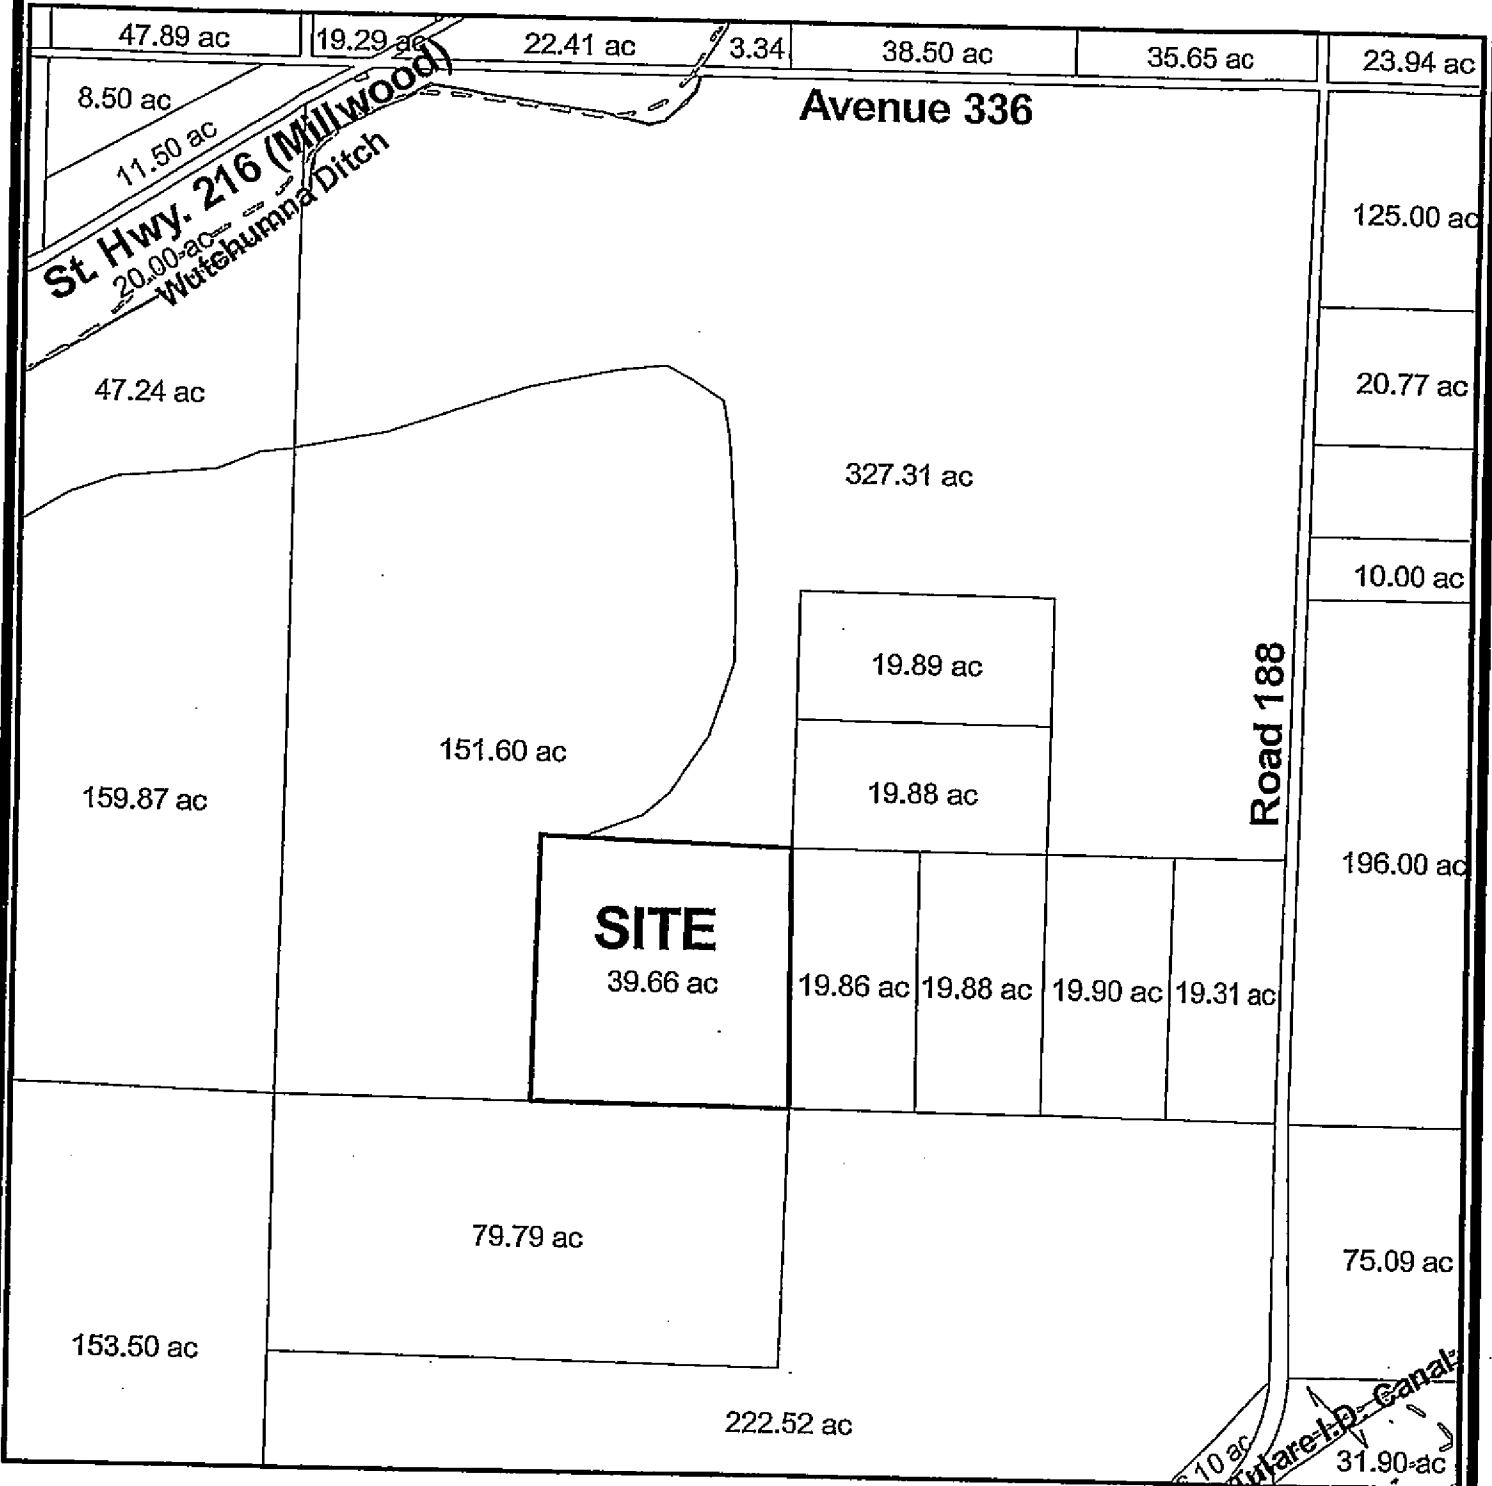 47.89 ac
19.29 ac
22.41 ac
3.34
38.50 ac
35.65 ac
23.94 ac
8.50 ac
11.50 ac
Avenue 336
St. Hwy. 216 (Millwood)
20.00 ac
Wutchumna Ditch
125.00 ac
47.24 ac
20.77 ac
327.31 ac
10.00 ac
19.89 ac
Road 188
151.60 ac
159.87 ac
19.88 ac
196.00 ac
SITE
39.66 ac
19.86 ac
19.88 ac
19.90 ac
19.31 ac
79.79 ac
75.09 ac
153.50 ac
222.52 ac
10 ac
Tulare I.D. Canal
31.90 ac